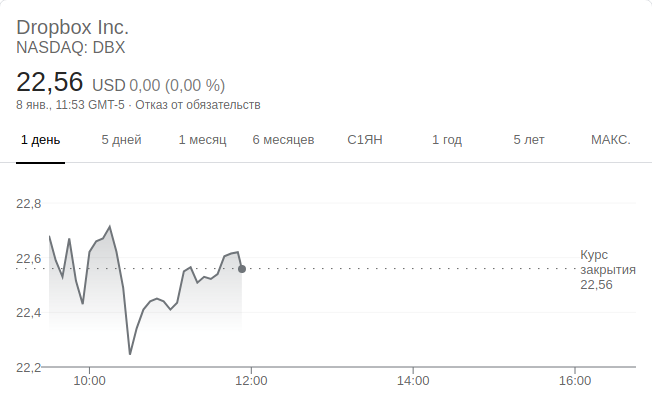 Dropbox Inc.
NASDAQ: DBX
22,56 USD 0,00 (0,00 %)
8 янв., 11:53 GMT-5 · Отказ от обязательств
1 день 5 дней 1 месяц 6 месяцев С1ЯН 1 год 5 лет МАКС.
22,8
22,6
22,4
22,2
Курс
закрытия
22,56
10:00 12:00 14:00 16:00